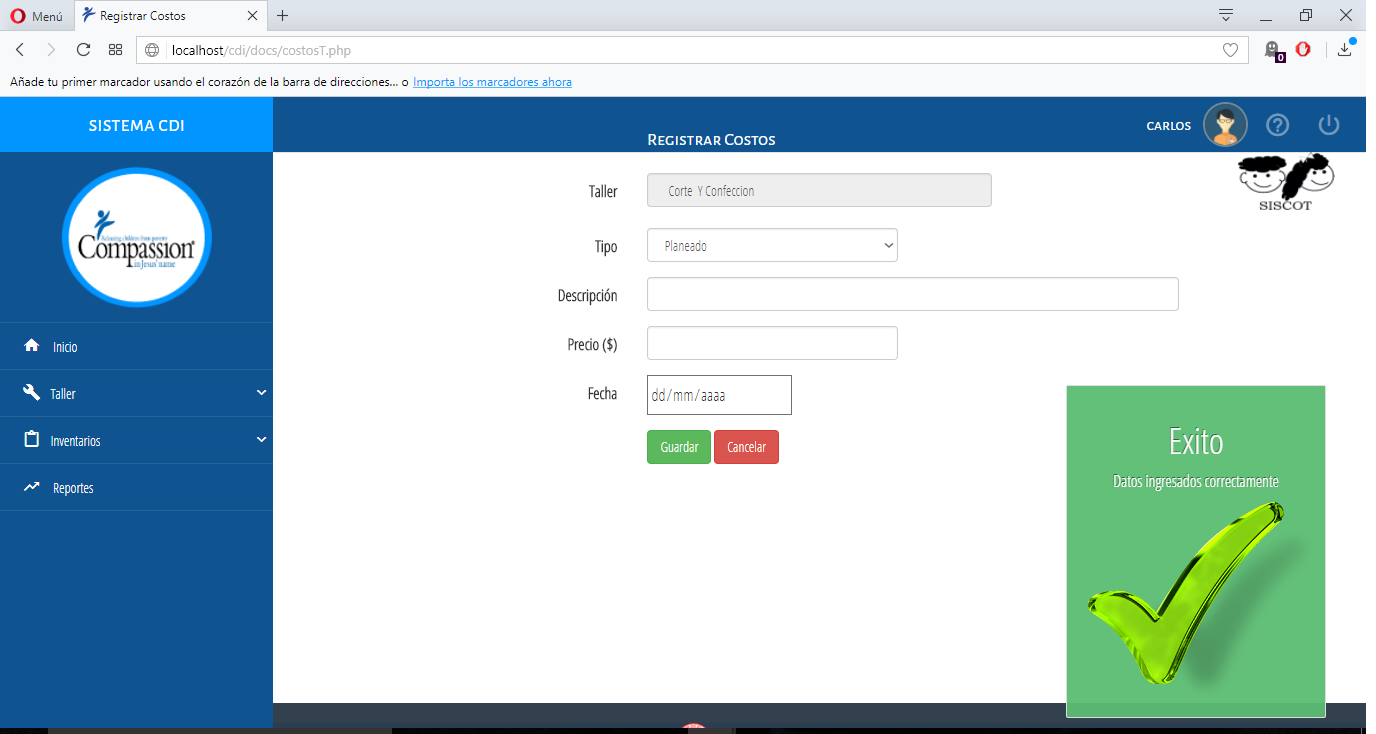 Menú
Registrar Costos
localhost/cdi/docs/costosT.php
0
Añade tu primer marcador usando el corazón de la barra de direcciones... o Importa los marcadores ahora
SISTEMA CDI
Registrar Costos
CARLOS
SISCOT
Compassion®
in Jesus' name
Inicio
Taller
Inventarios
Reportes
Taller
Corte Y Confeccion
Tipo
Planeado
Descripción
Precio ($)
Fecha
dd/mm/aaaa
Guardar
Cancelar
Exito
Datos ingresados correctamente